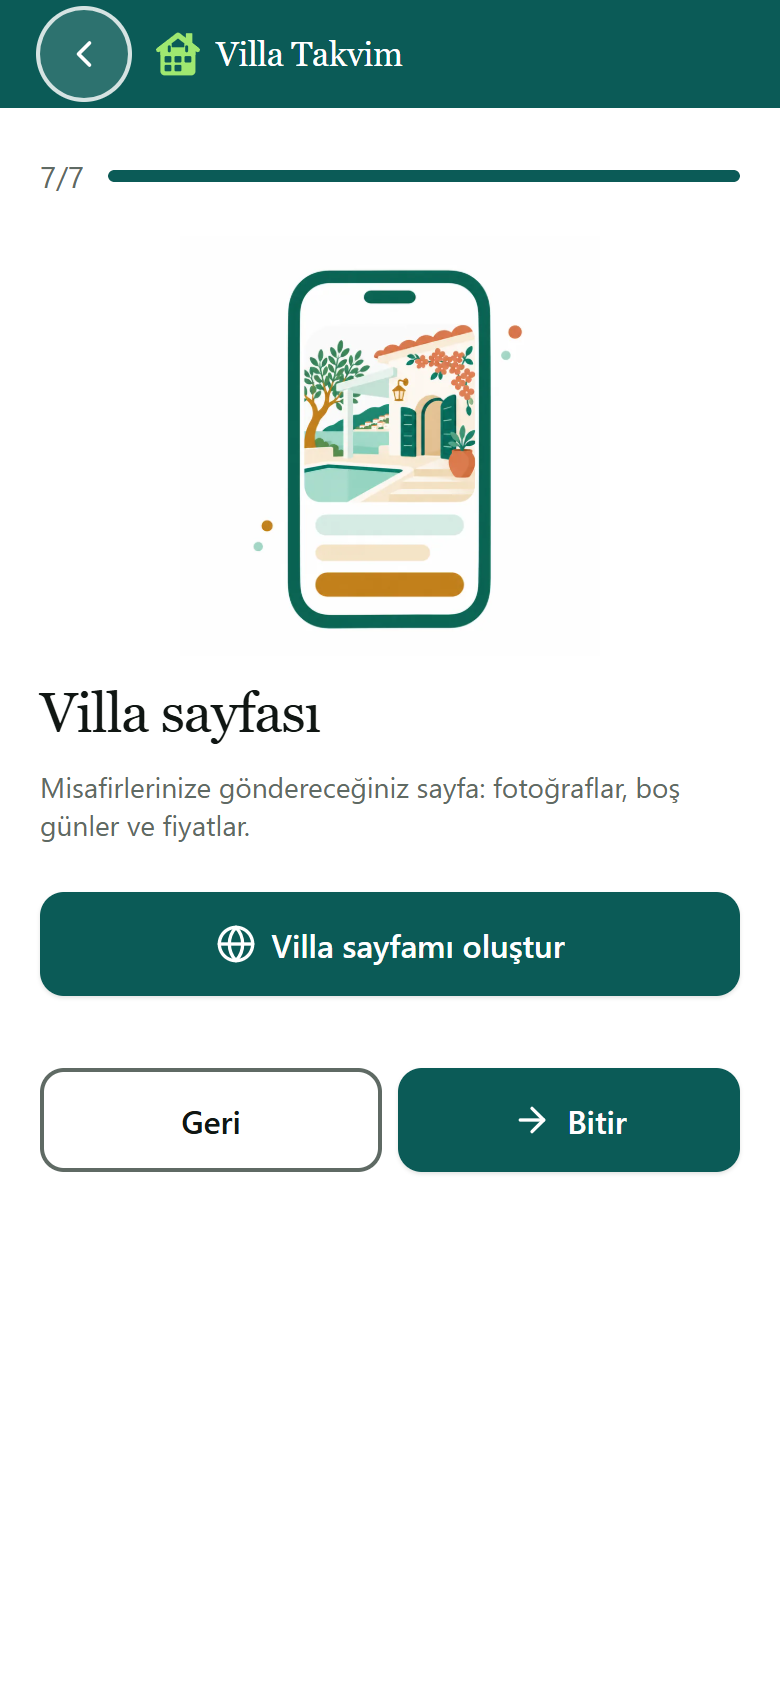 Villa Takvim
7/7
Villa sayfası
Misafirlerinize göndereceğiniz sayfa: fotoğraflar, boş
günler ve fiyatlar.
Villa sayfamı oluştur
Geri
Bitir